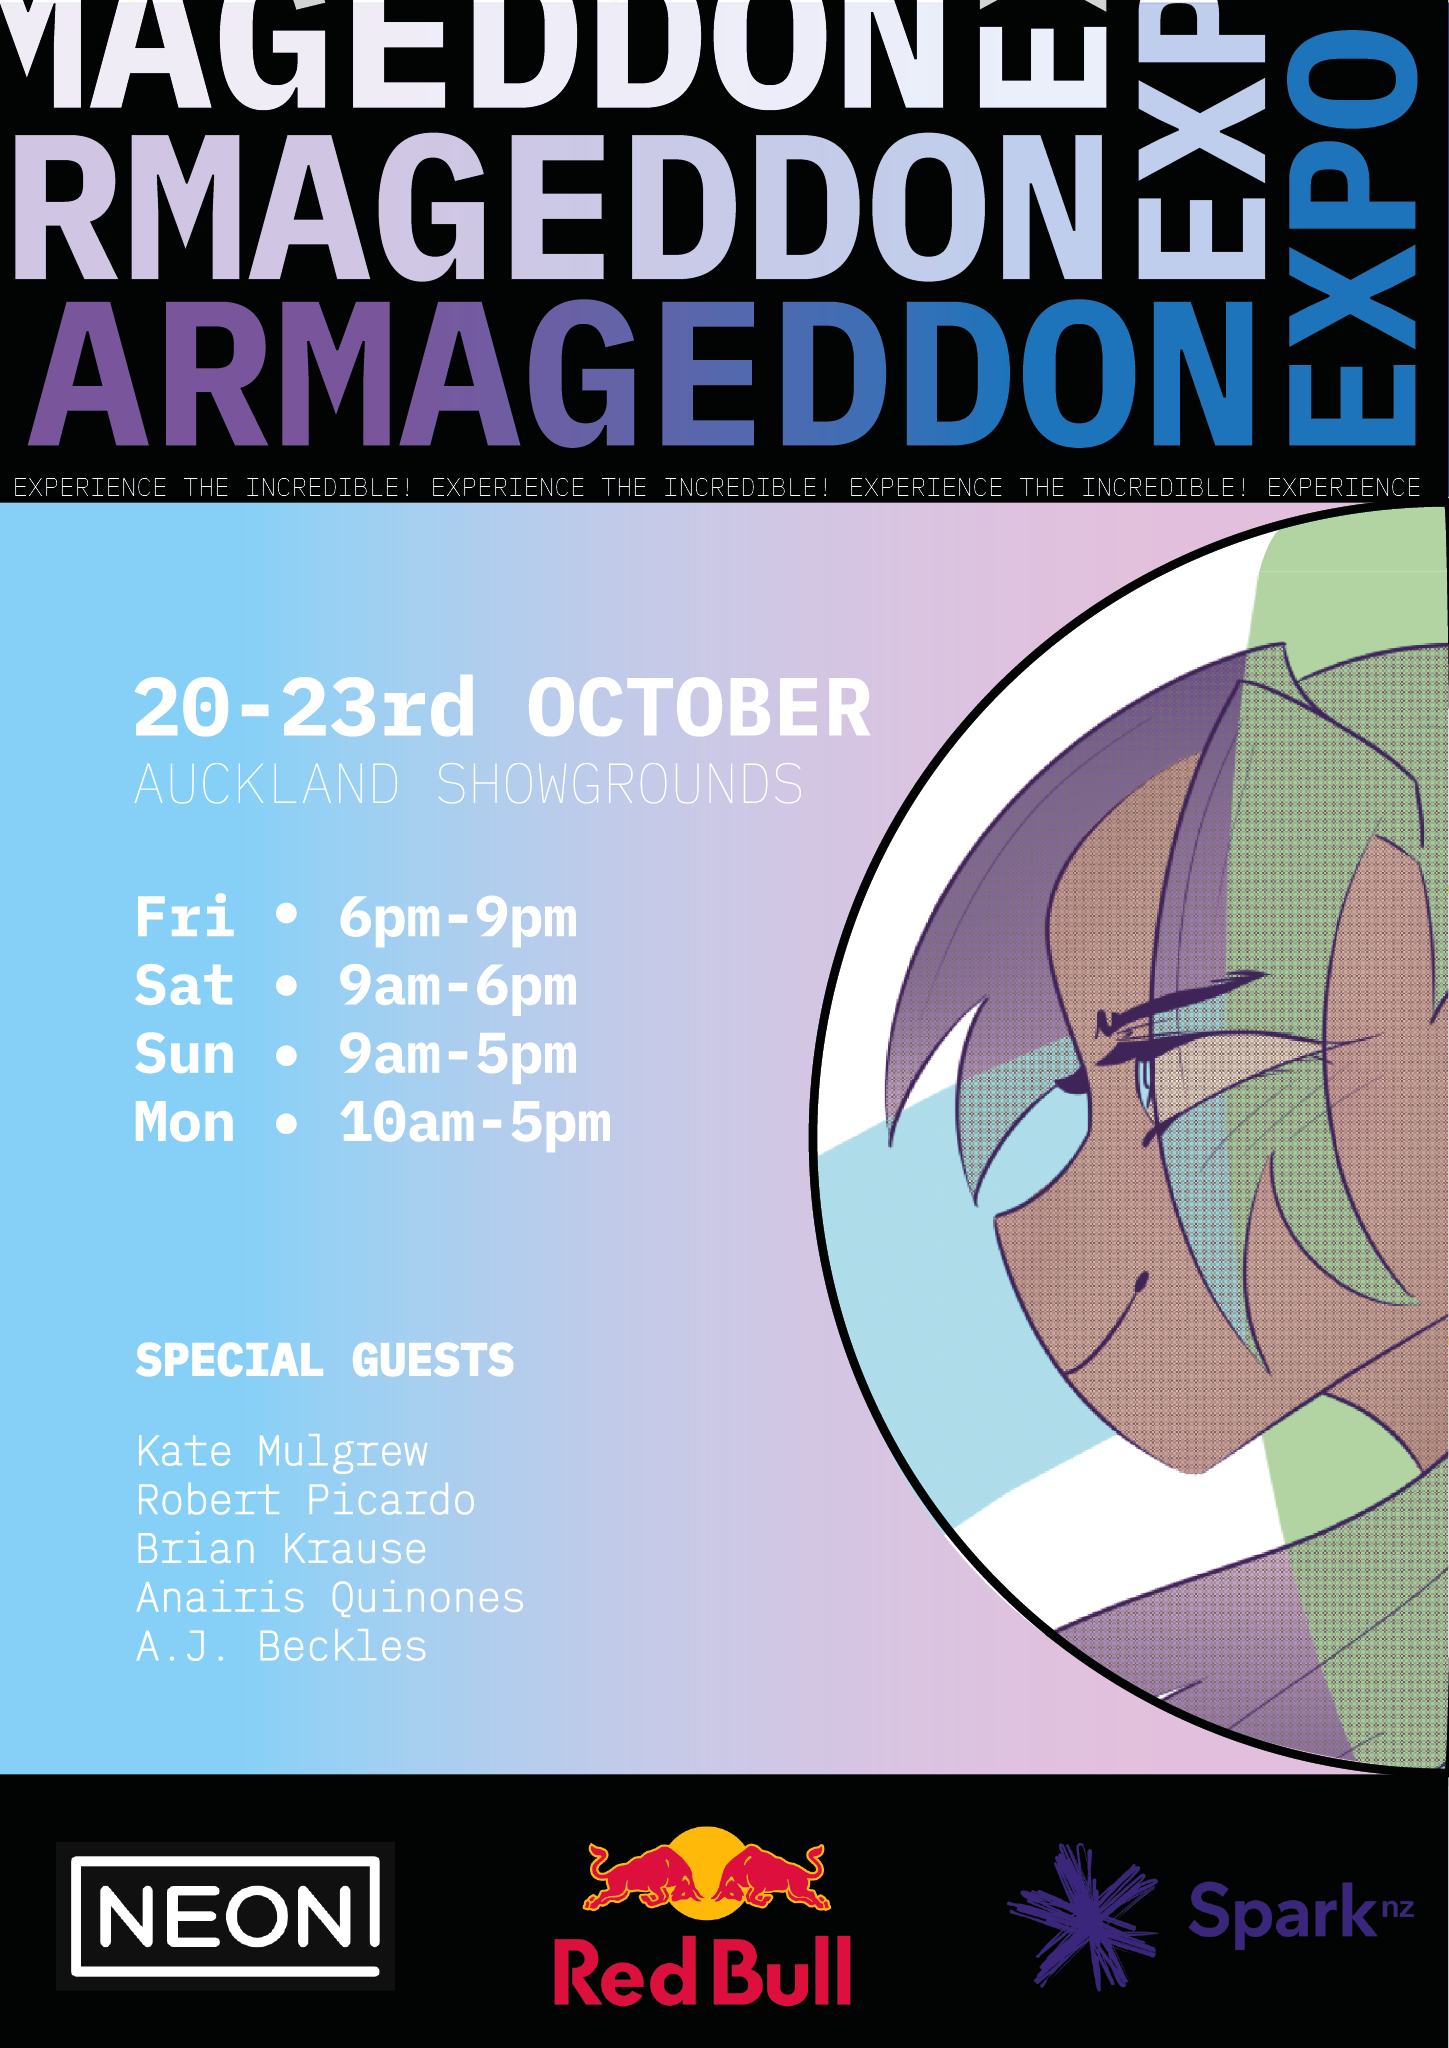 MAGEDDON E
RMAGEDDON EXP
ARMAGEDDON EXPO
EXPERIENCE THE INCREDIBLE! EXPERIENCE THE INCREDIBLE! EXPERIENCE THE INCREDIBLE! EXPERIENCE
20-23rd OCTOBER
AUCKLAND SHOWGROUNDS
Fri • 6pm-9pm
Sat • 9am-6pm
Sun • 9am-5pm
Mon • 10am-5pm
SPECIAL GUESTS
Kate Mulgrew
Robert Picardo
Brian Krause
Anairis Quinones
A.J. Beckles
NEON
Red Bull
Spark nz